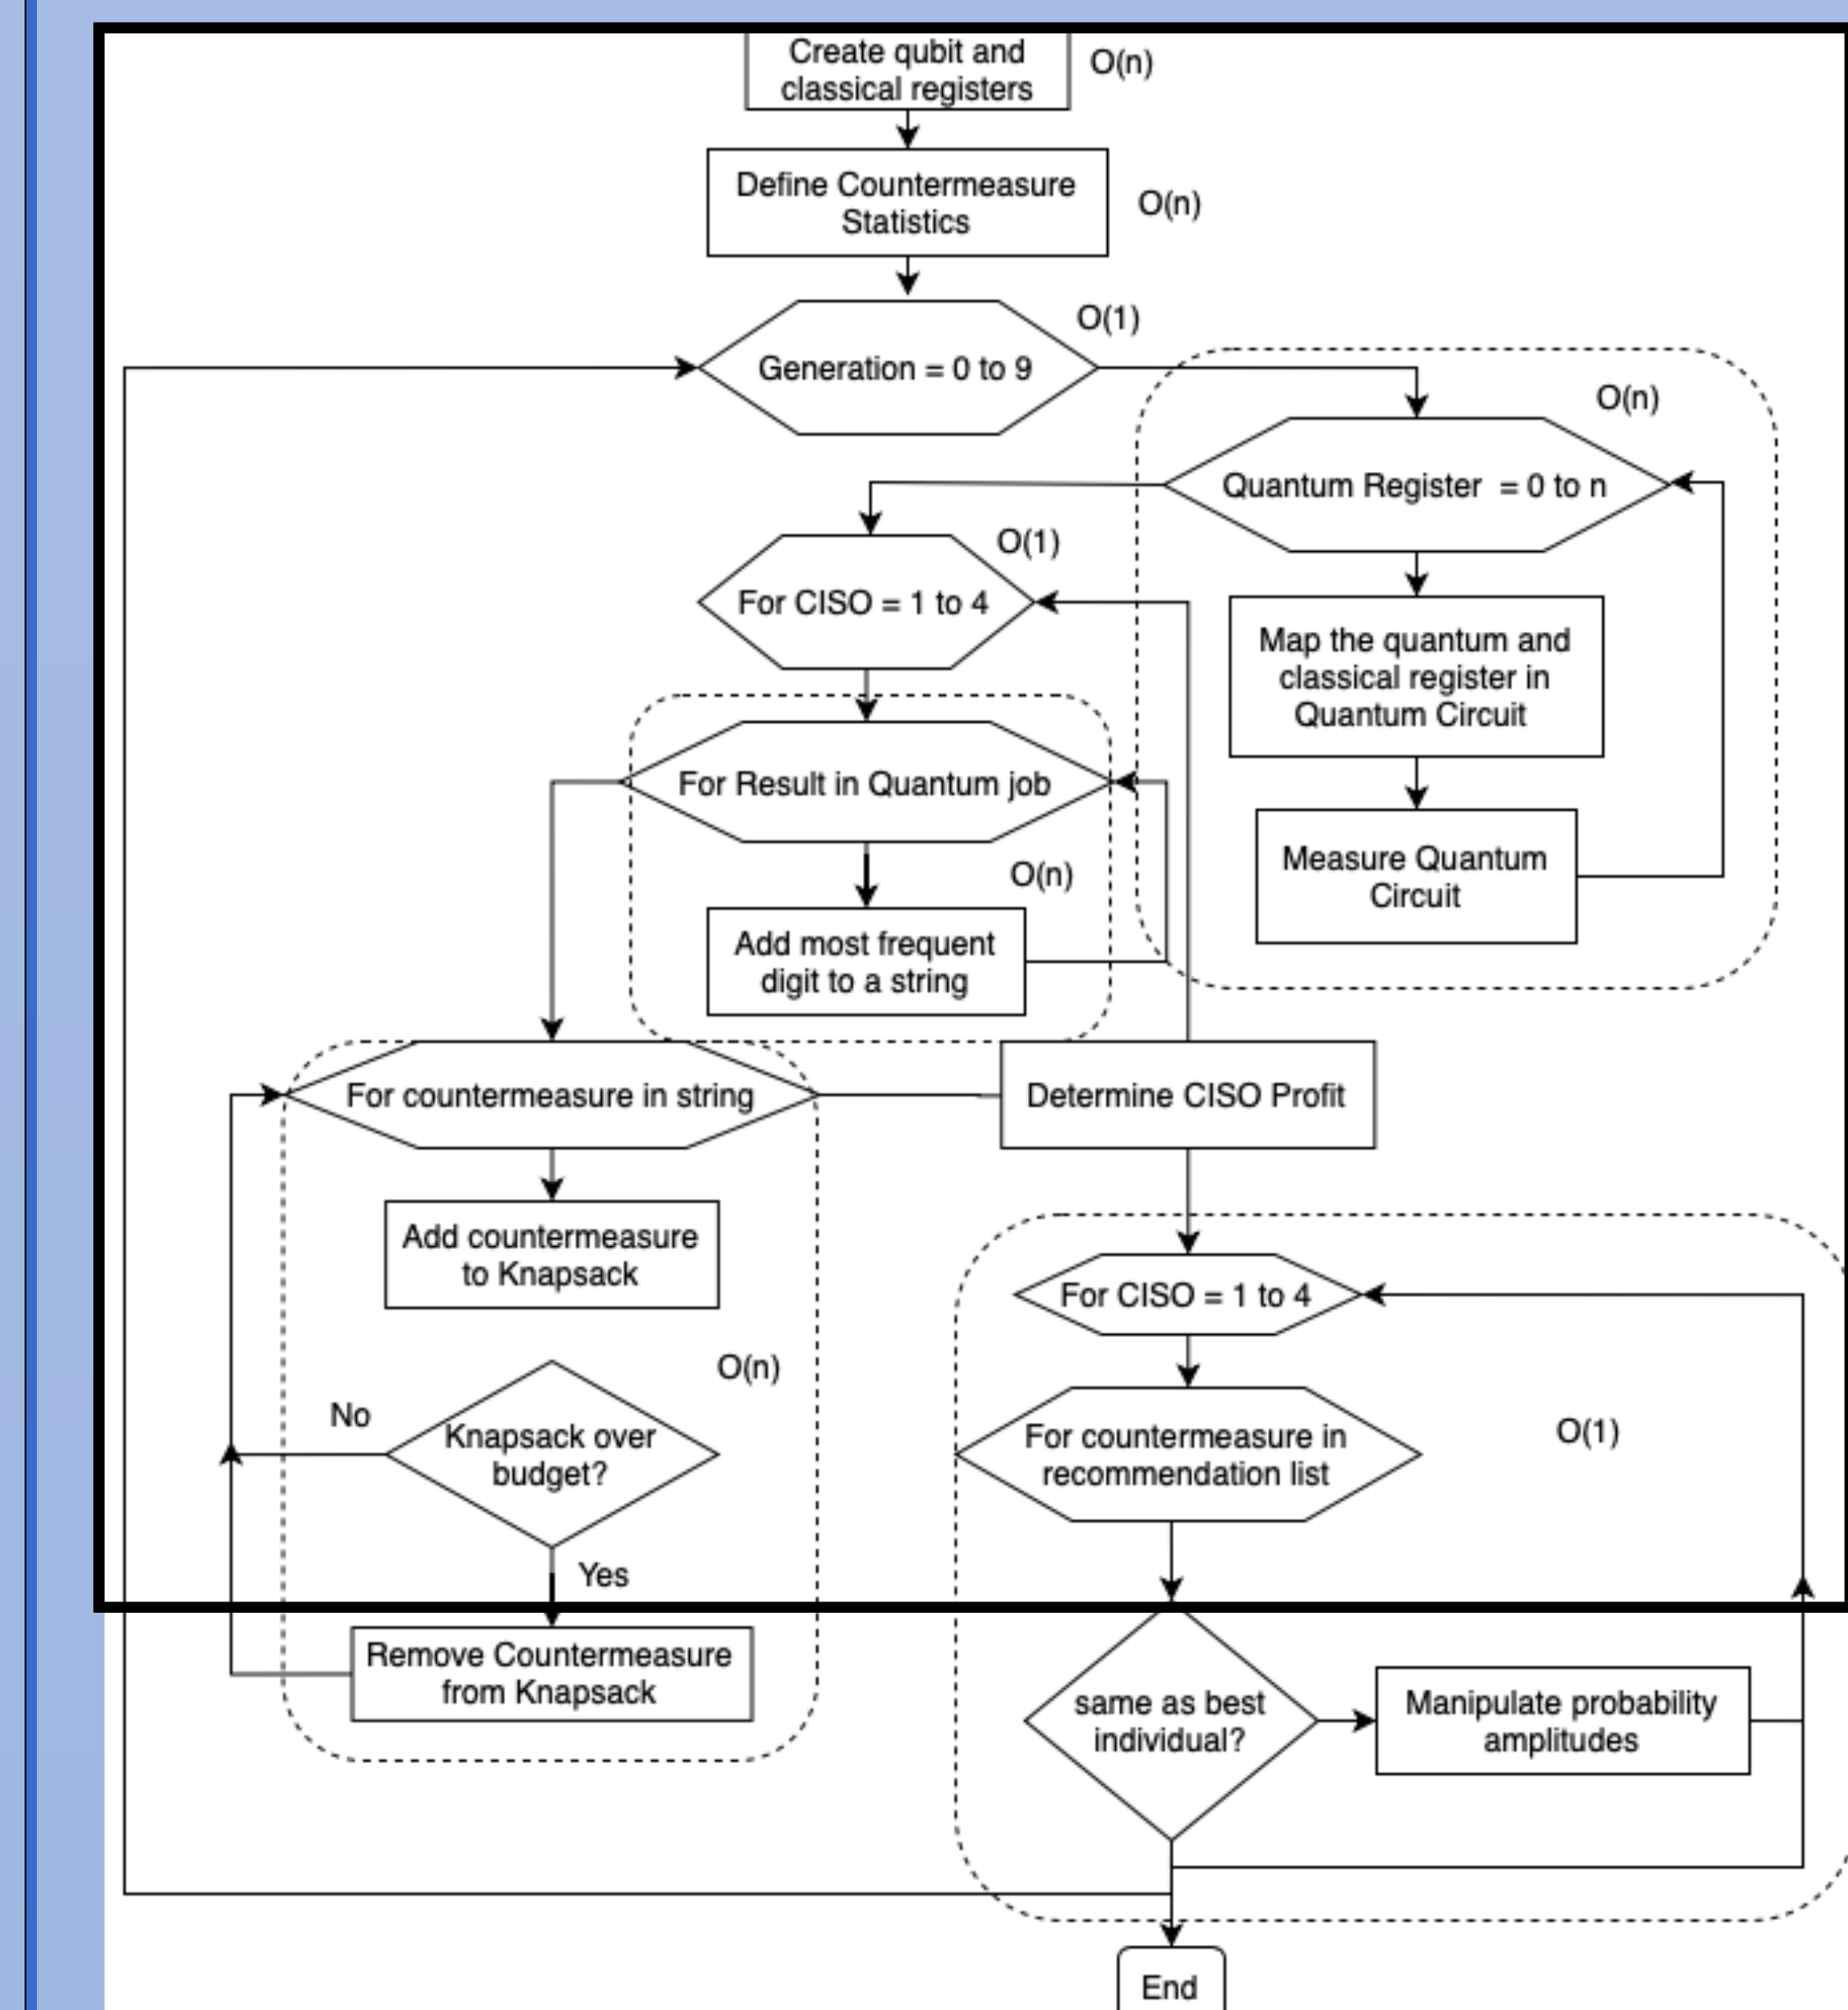 Create qubit and
classical registers
O(n)
Define Countermeasure
Statistics
O(n)
O(1)
Generation = 0 to 9
O(n)
Quantum Register = 0 to n
O(1)
For CISO = 1 to 4
Map the quantum and
classical register in
Quantum Circuit
For Result in Quantum job
Measure Quantum
Circuit
O(n)
Add most frequent
digit to a string
For countermeasure in string
Determine CISO Profit
Add countermeasure
to Knapsack
For CISO = 1 to 4
O(n)
No
Knapsack over
budget?
For countermeasure in
recommendation list
O(1)
Yes
Remove Countermeasure
from Knapsack
same as best
individual?
Manipulate probability
amplitudes
End